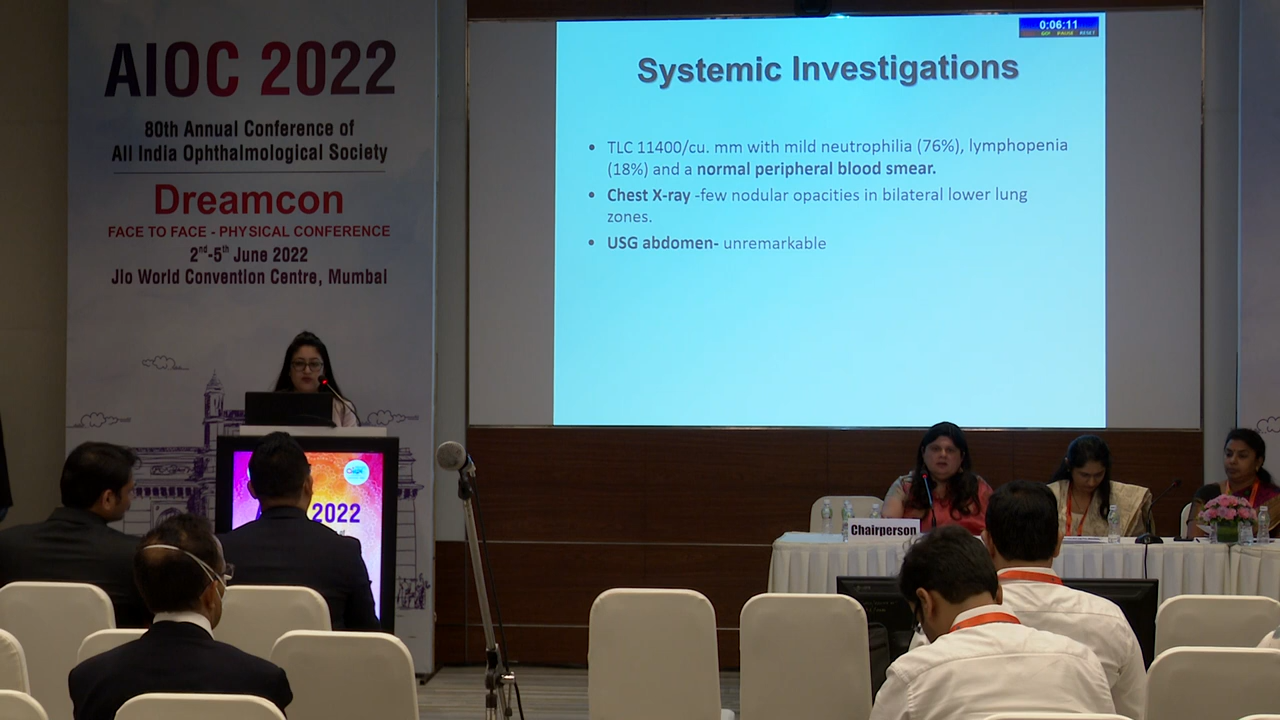 AIOC 2022
80th Annual Conference of
All India Ophthalmological Society
Dreamcon
FACE TO FACE - PHYSICAL CONFERENCE
2nd-5th June 2022
Jio World Convention Centre, Mumbai
0:06:11
PAUSE RESET
Systemic Investigations
• TLC 11400/cu. mm with mild neutrophilia (76%), lymphopenia
(18%) and a normal peripheral blood smear.
• Chest X-ray -few nodular opacities in bilateral lower lung
zones.
• USG abdomen- unremarkable
2022
Chairperson